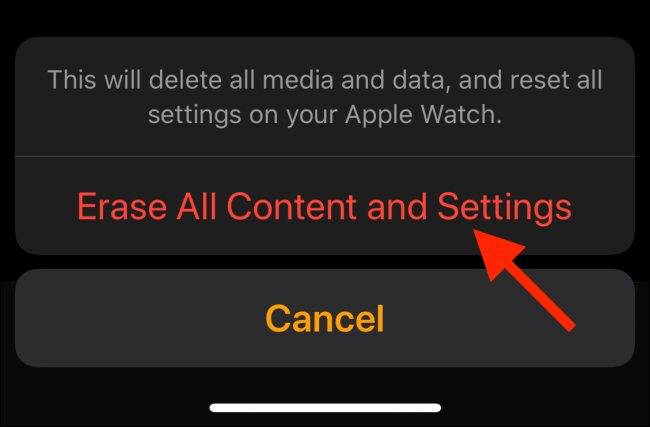 This will delete all media and data, and reset all
settings on your Apple Watch.
Erase All Content and Settings
Cancel